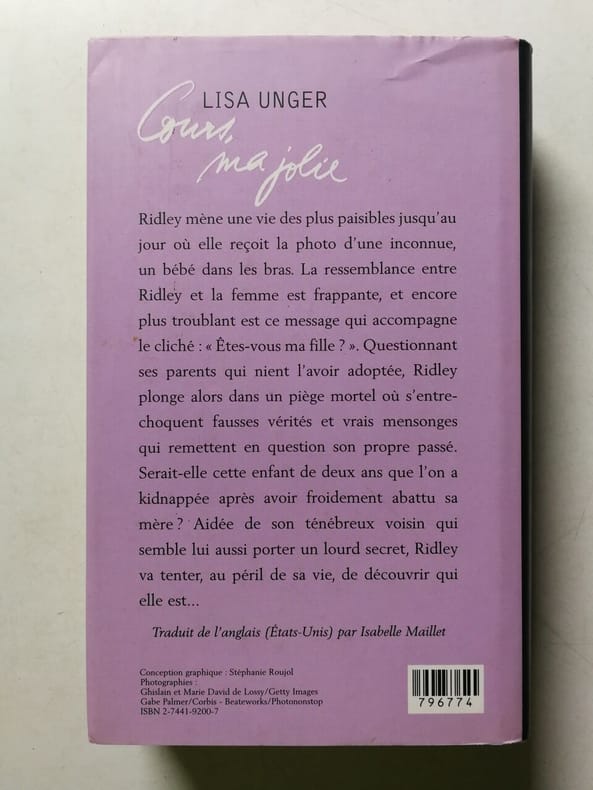 LISA UNGER
Cours,
ma jolie
Ridley mène une vie des plus paisibles jusqu'au
jour où elle reçoit la photo d'une inconnue,
un bébé dans les bras. La ressemblance entre
Ridley et la femme est frappante, et encore
plus troublant est ce message qui accompagne
le cliché : « Êtes-vous ma fille ? ». Questionnant
ses parents qui nient l'avoir adoptée, Ridley
plonge alors dans un piège mortel où s'entre-
choquent fausses vérités et vrais mensonges
qui remettent en question son propre passé.
Serait-elle cette enfant de deux ans que l'on a
kidnappée après avoir froidement abattu sa
mère ? Aidée de son ténébreux voisin qui
semble lui aussi porter un lourd secret, Ridley
va tenter, au péril de sa vie, de découvrir qui
elle est...
Traduit de l'anglais (États-Unis) par Isabelle Maillet
Conception graphique : Stéphanie Roujol
Photographies :
Ghislain et Marie David de Lossy/Getty Images
Gabe Palmer/Corbis - Beateworks/Photononstop
ISBN 2-7441-9200-7
796774